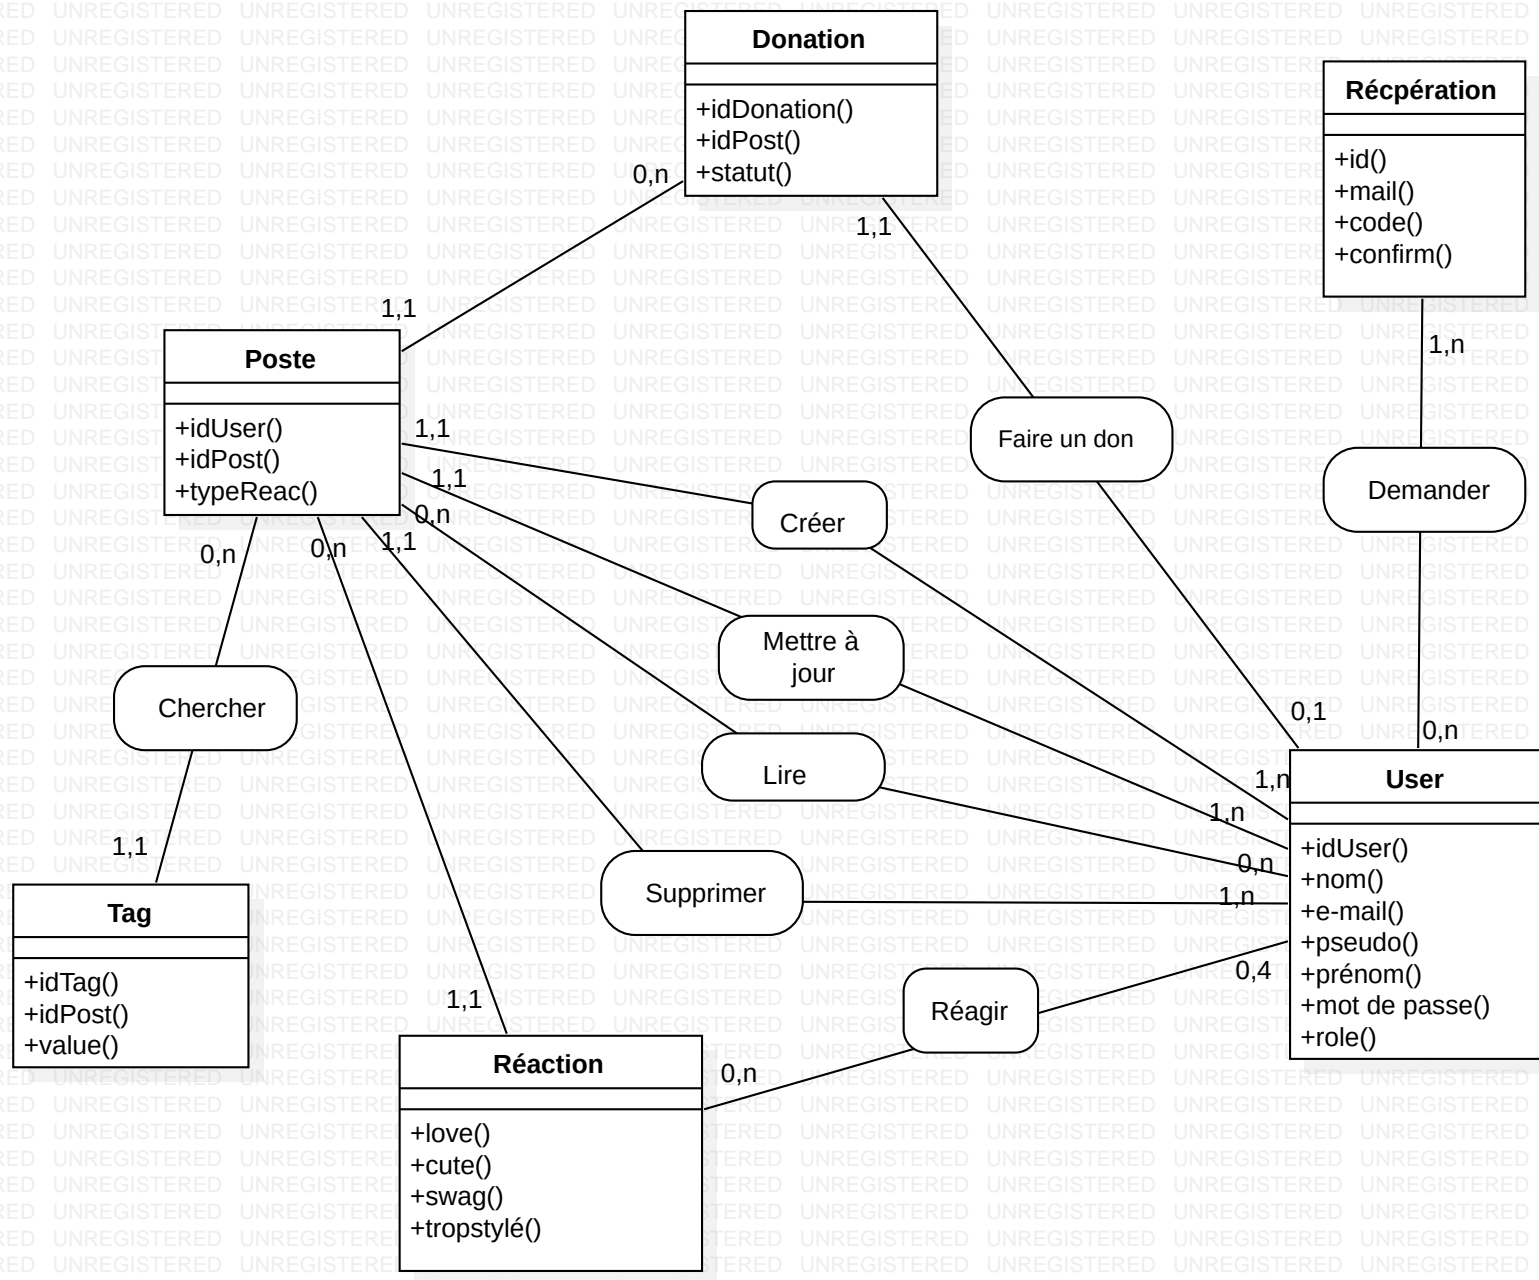 Donation
+idDonation()
+idPost()
+statut()
Récpération
+id()
+mail()
+code()
+confirm()
0,n
1,1
1,1
1,n
Poste
+idUser()
+idPost()
+typeReac()
1,1
1,1
0,n
1,1
0,n
0,n
Faire un don
Demander
Créer
Mettre à
jour
Lire
Supprimer
Chercher
0,1
0,n
1,n
1,n
0,n
1,n
0,4
User
+idUser()
+nom()
+e-mail()
+pseudo()
+prénom()
+mot de passe()
+role()
1,1
Tag
+idTag()
+idPost()
+value()
Réagir
1,1
0,n
Réaction
+love()
+cute()
+swag()
+tropstylé()
UNREGISTERED